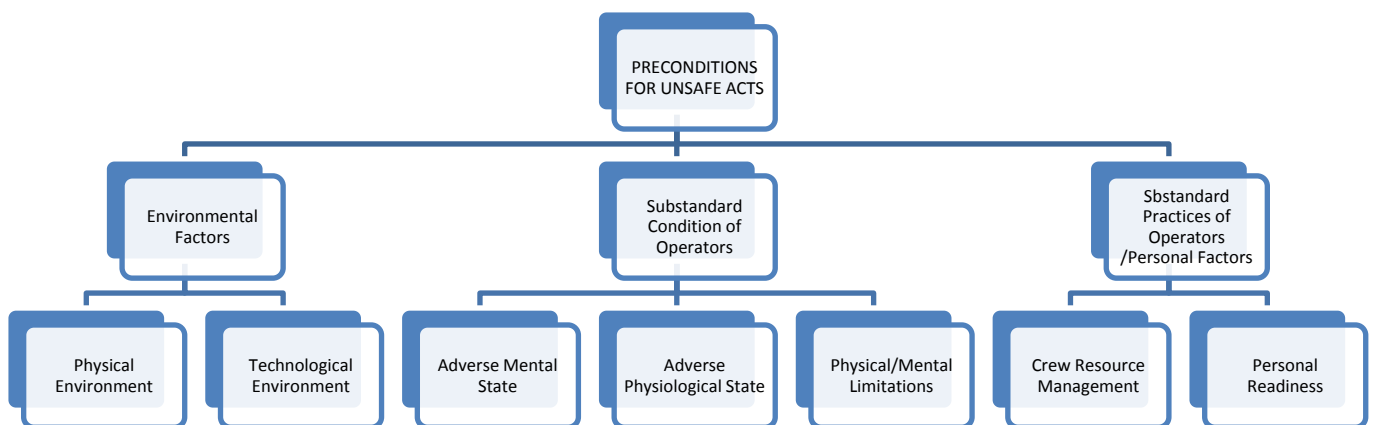 PRECONDITIONS
FOR UNSAFE ACTS
Environmental
Factors
Substandard
Condition of
Operators
Sbstandard
Practices of
Operators
/Personal Factors
Physical
Environment
Technological
Environment
Adverse Mental
State
Adverse
Physiological State
Physical/Mental
Limitations
Crew Resource
Management
Personal
Readiness